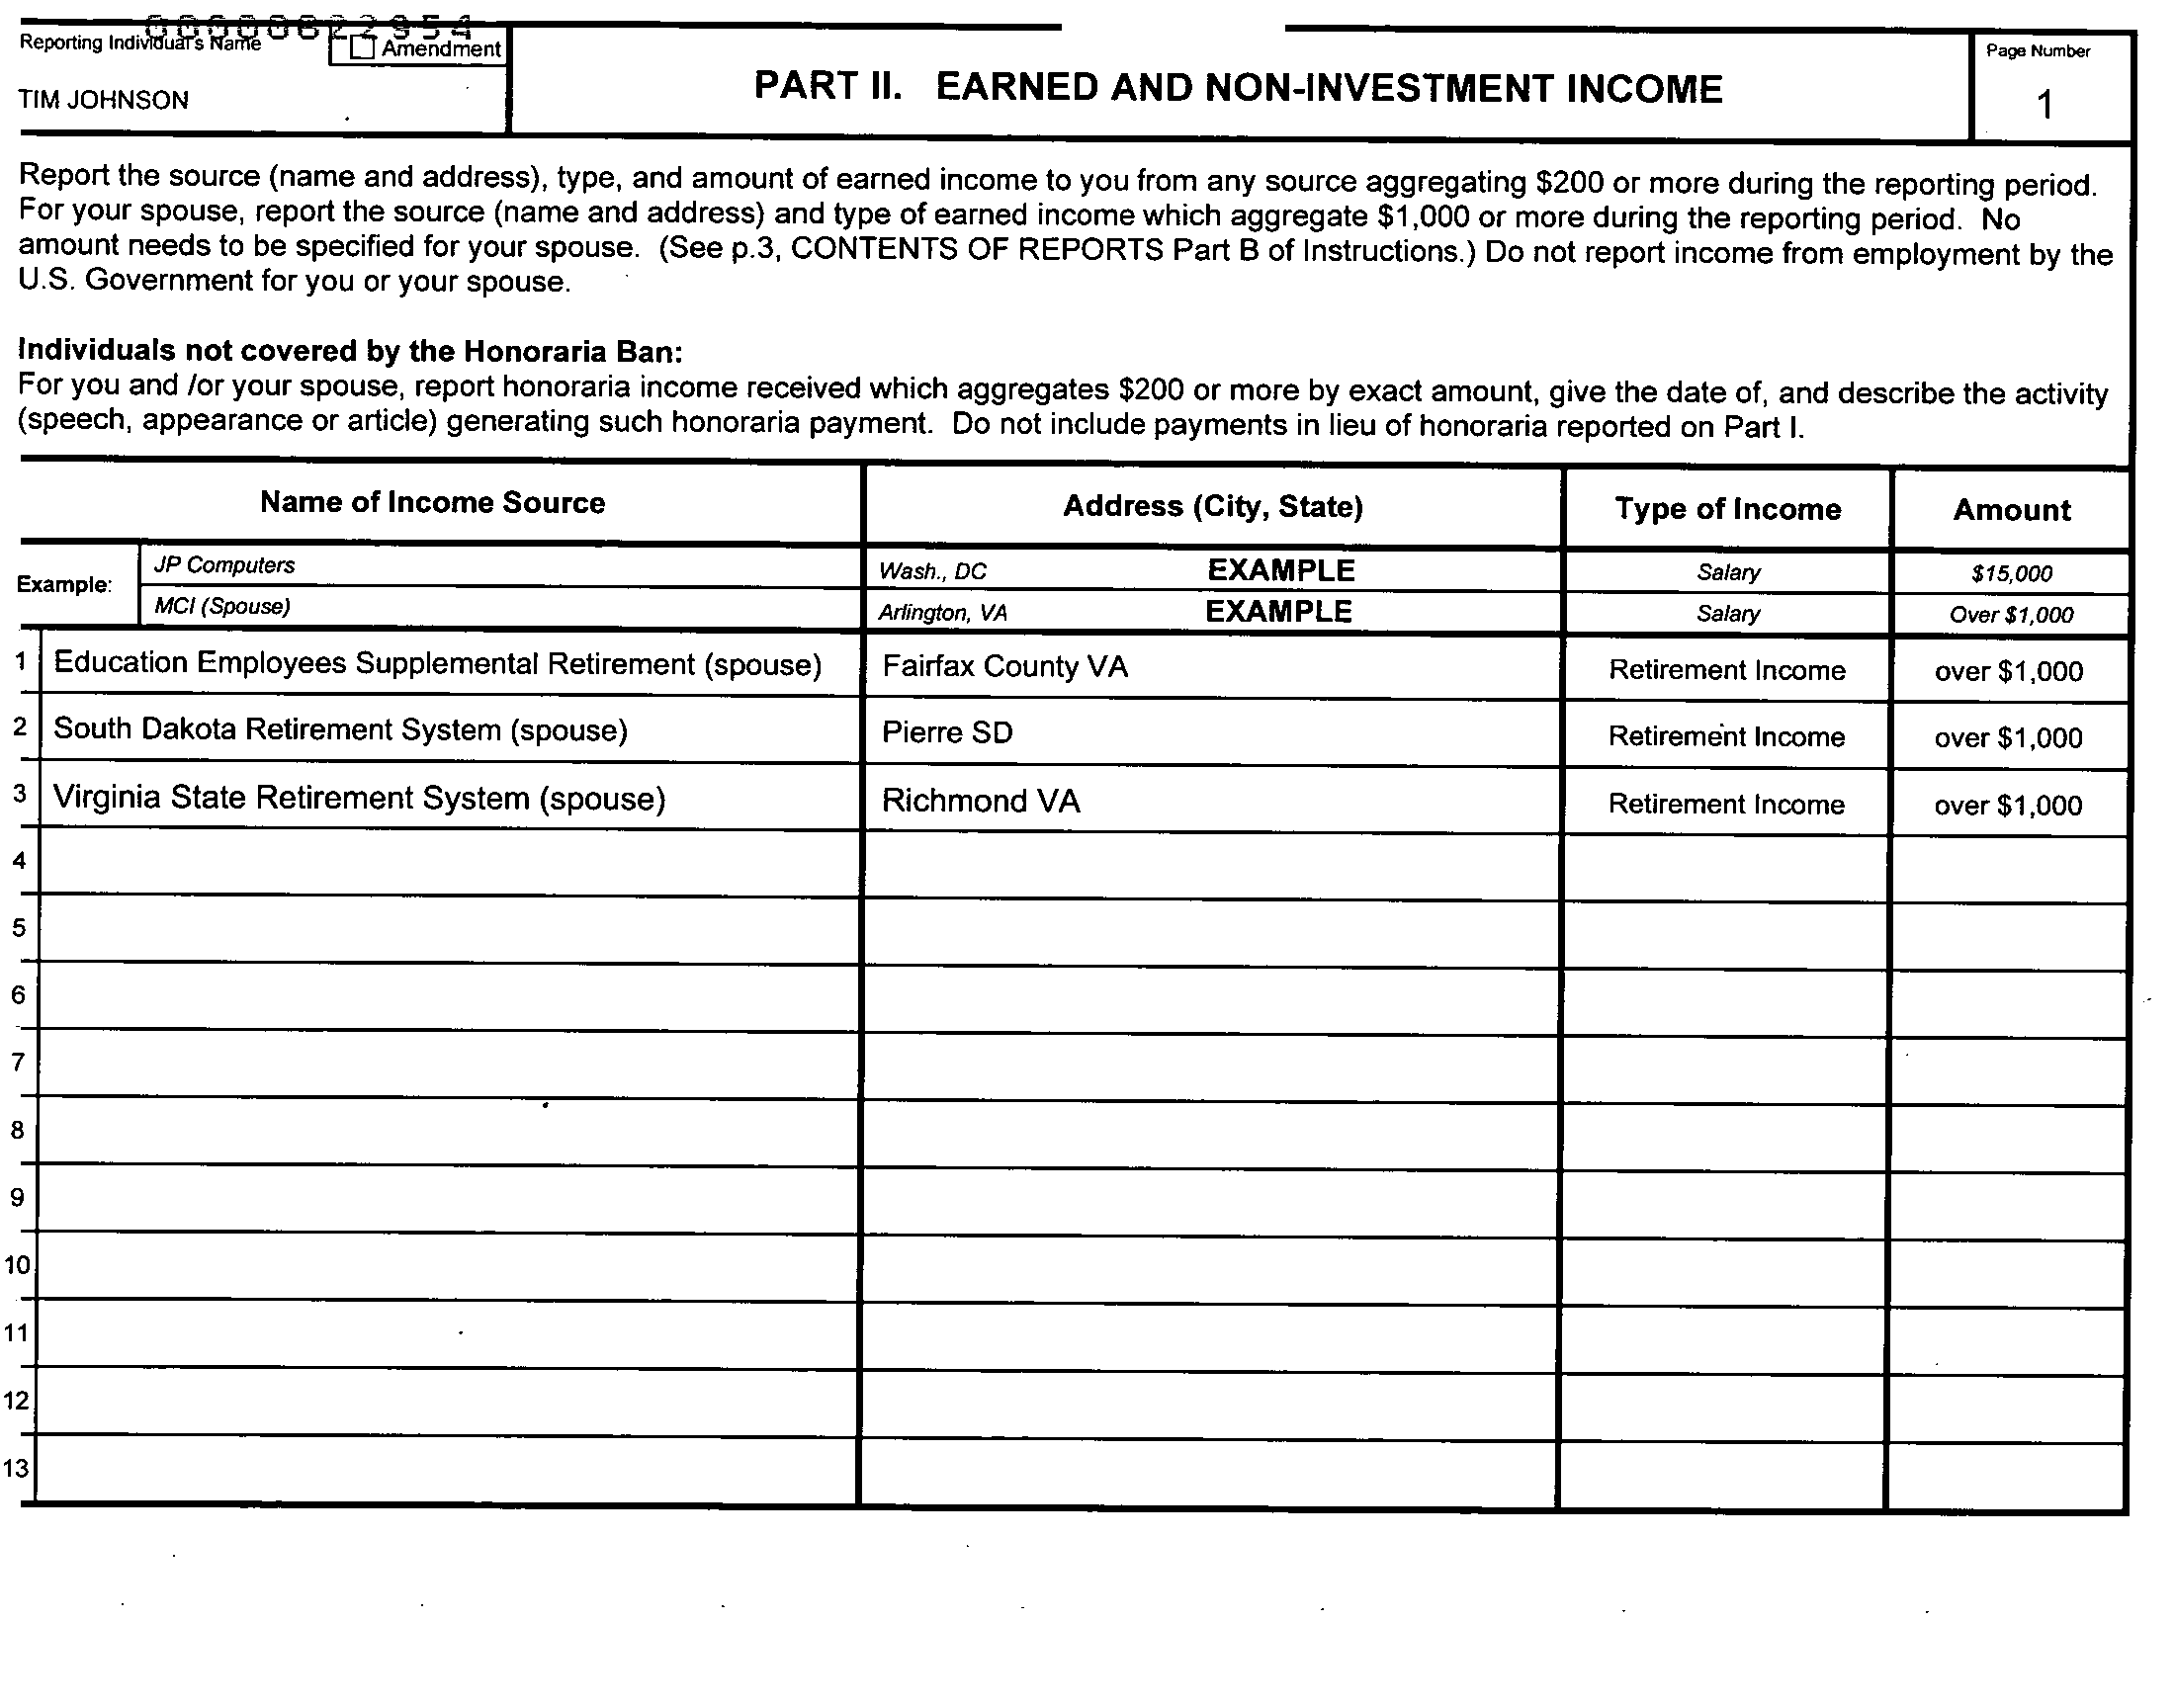 00000022954
Reporting Individual's Name
Amendment
TIM JOHNSON
PART II. EARNED AND NON-INVESTMENT INCOME
Page Number
1
Report the source (name and address), type, and amount of earned income to you from any source aggregating $200 or more during the reporting period.
For your spouse, report the source (name and address) and type of earned income which aggregate $1,000 or more during the reporting period. No
amount needs to be specified for your spouse. (See p.3, CONTENTS OF REPORTS Part B of Instructions.) Do not report income from employment by the
U.S. Government for you or your spouse.
Individuals not covered by the Honoraria Ban:
For you and /or your spouse, report honoraria income received which aggregates $200 or more by exact amount, give the date of, and describe the activity
(speech, appearance or article) generating such honoraria payment. Do not include payments in lieu of honoraria reported on Part I.
Name of Income Source Address (City, State) Type of Income Amount
Example:
JP Computers Wash., DC EXAMPLE Salary $15,000
MCI (Spouse) Arlington, VA EXAMPLE Salary Over $1,000
1 Education Employees Supplemental Retirement (spouse) Fairfax County VA Retirement Income over $1,000
2 South Dakota Retirement System (spouse) Pierre SD Retirement Income over $1,000
3 Virginia State Retirement System (spouse) Richmond VA Retirement Income over $1,000
4
5
6
7
8
9
10
11
12
13